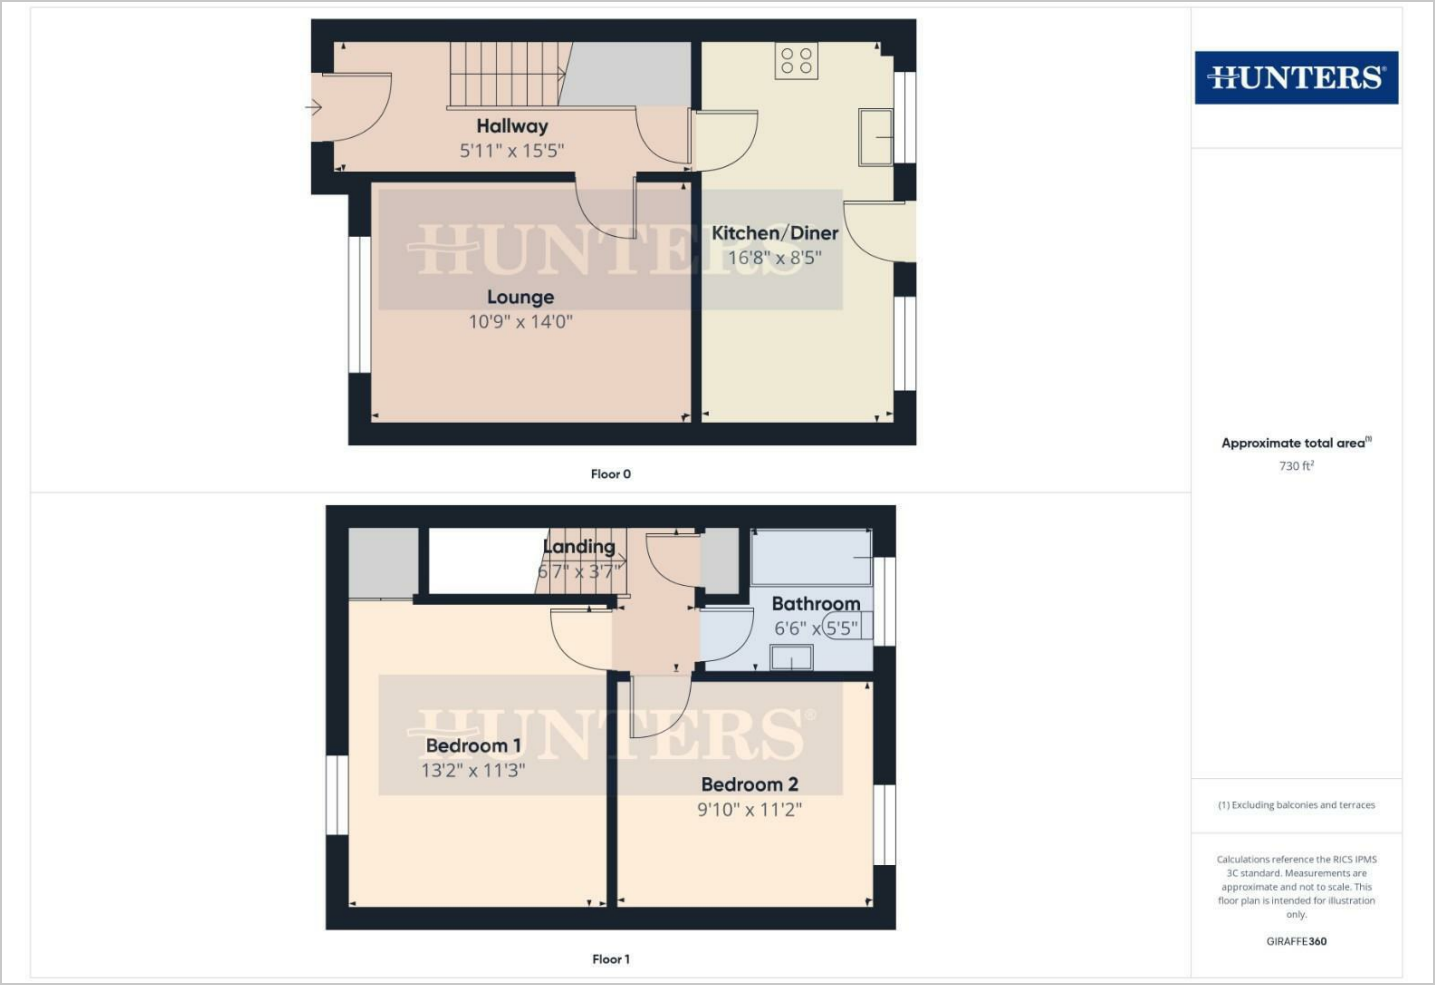 HUNTERS®
Hallway
5'11" x 15'5"
Kitchen/Diner
16'8" x 8'5"
HUNTERS
Lounge
10'9" x 14'0"
Floor 0
Approximate total area(1)
730 ft²
Landing
6'7" x 3'7"
Bathroom
6'6" x 5'5"
HUNTERS®
Bedroom 1
13'2" x 11'3"
Bedroom 2
9'10" x 11'2"
Floor 1
(1) Excluding balconies and terraces
Calculations reference the RICS IPMS
3C standard. Measurements are
approximate and not to scale. This
floor plan is intended for illustration
only.
GIRAFFE360